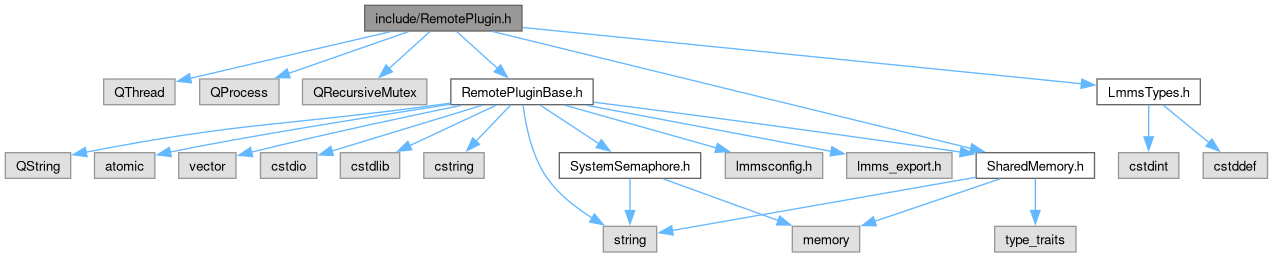 include/RemotePlugin.h
QThread
QProcess
QRecursiveMutex
RemotePluginBase.h
LmmsTypes.h
QString
atomic
vector
cstdio
cstdlib
cstring
SystemSemaphore.h
lmmsconfig.h
lmms_export.h
SharedMemory.h
cstdint
cstddef
string
memory
type_traits